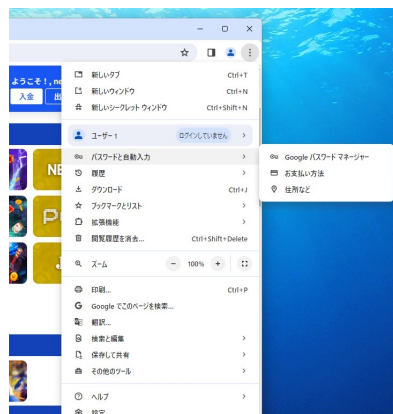 ようこそ!, ne
入金
出
新しいタブ Ctrl+T
新しいウィンドウ Ctrl+N
新しいシークレット ウィンドウ Ctrl+Shift+N
ユーザー 1 ログインしていません
パスワードと自動入力
Google パスワード マネージャー
履歴
お支払い方法
ダウンロード Ctrl+J
住所など
ブックマークとリスト
拡張機能
閲覧履歴を消去... Ctrl+Shift+Delete
ズーム − 100% +
印刷... Ctrl+P
Google でこのページを検索...
翻訳...
検索と編集
保存して共有
その他のツール
ヘルプ
設定
NE
P
J